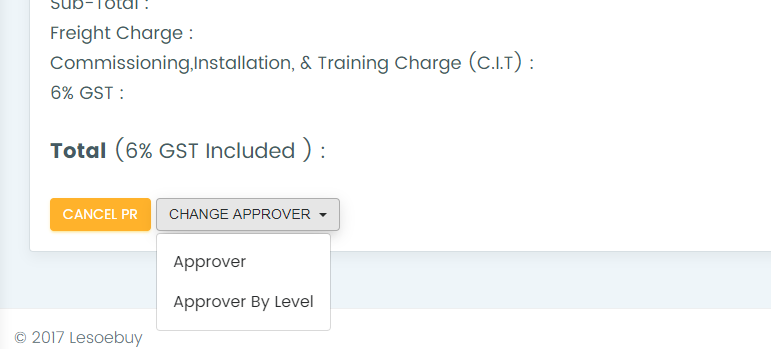 Sub-Total :
Freight Charge :
Commissioning,Installation, & Training Charge (C.I.T) :
6% GST :
Total (6% GST Included ) :
CANCEL PR
CHANGE APPROVER
Approver
Approver By Level
© 2017 Lesoebuy